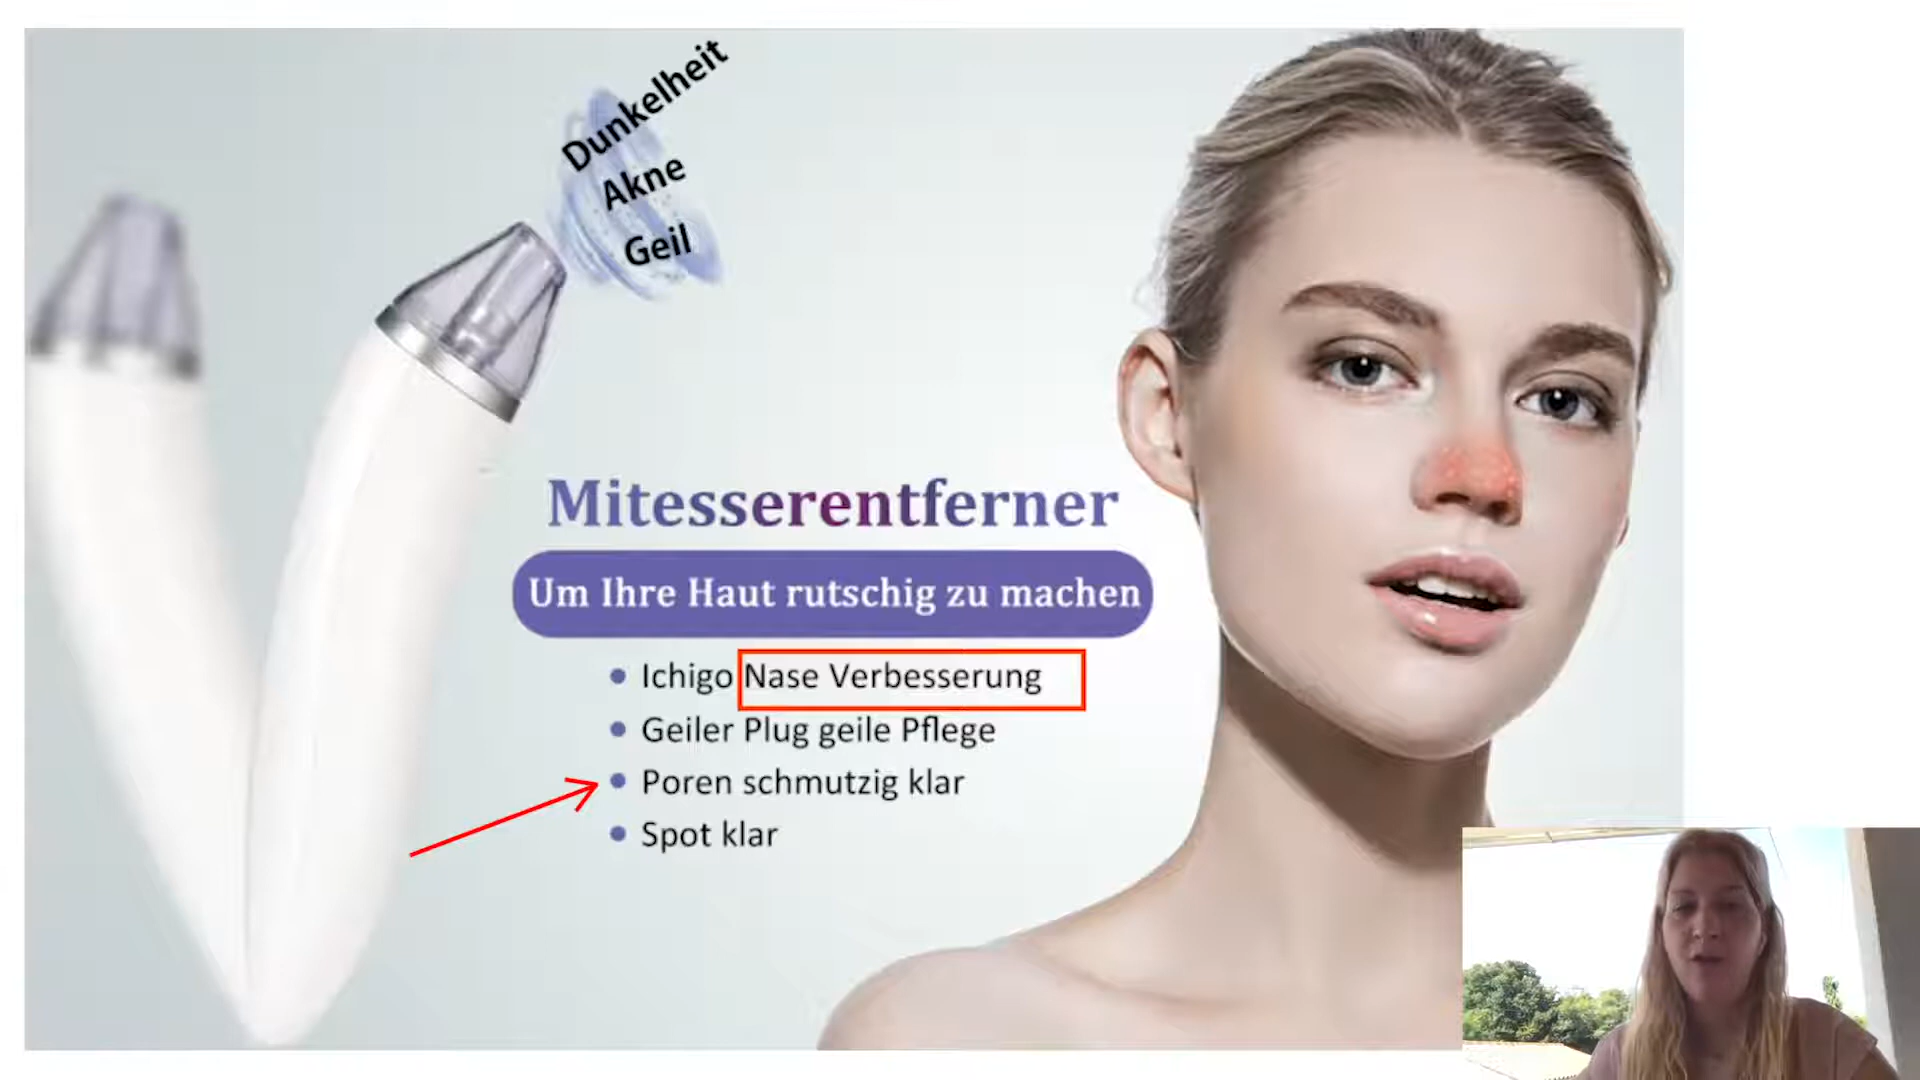 Dunkelheit
Akne
Geil
Mitesserentferner
Um Ihre Haut rutschig zu machen
Ichigo Nase Verbesserung
Geiler Plug geile Pflege
Poren schmutzig klar
Spot klar